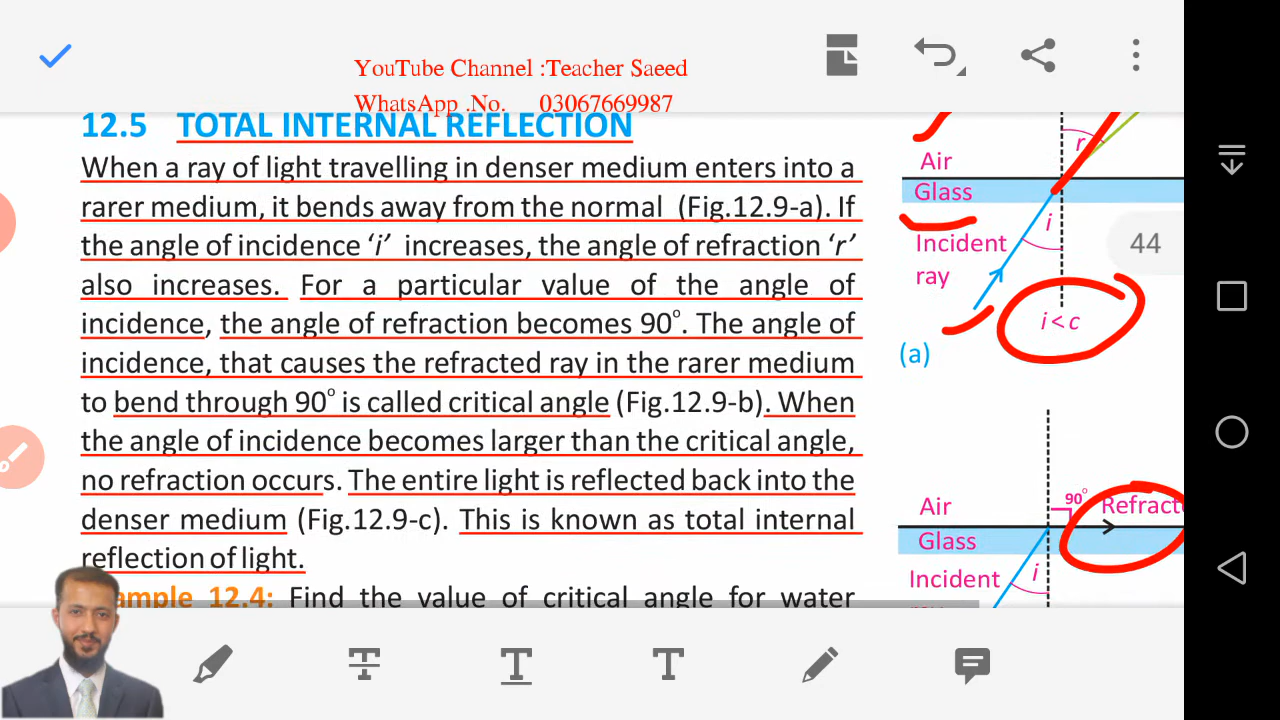 YouTube Channel :Teacher Saeed
WhatsApp .No. 03067669987
12.5 TOTAL INTERNAL REFLECTION
When a ray of light travelling in denser medium enters into a
rarer medium, it bends away from the normal (Fig.12.9-a). If
the angle of incidence ‘i’ increases, the angle of refraction ‘r’
also increases. For a particular value of the angle of
incidence, the angle of refraction becomes 90°. The angle of
incidence, that causes the refracted ray in the rarer medium
to bend through 90° is called critical angle (Fig.12.9-b). When
the angle of incidence becomes larger than the critical angle,
no refraction occurs. The entire light is reflected back into the
denser medium (Fig.12.9-c). This is known as total internal
reflection of light.
ample 12.4: Find the value of critical angle for water
r
Air
Glass
i
Incident
ray
44
i < c
(a)
90°
Air
Refract
Glass
Incident
i
T
T
T